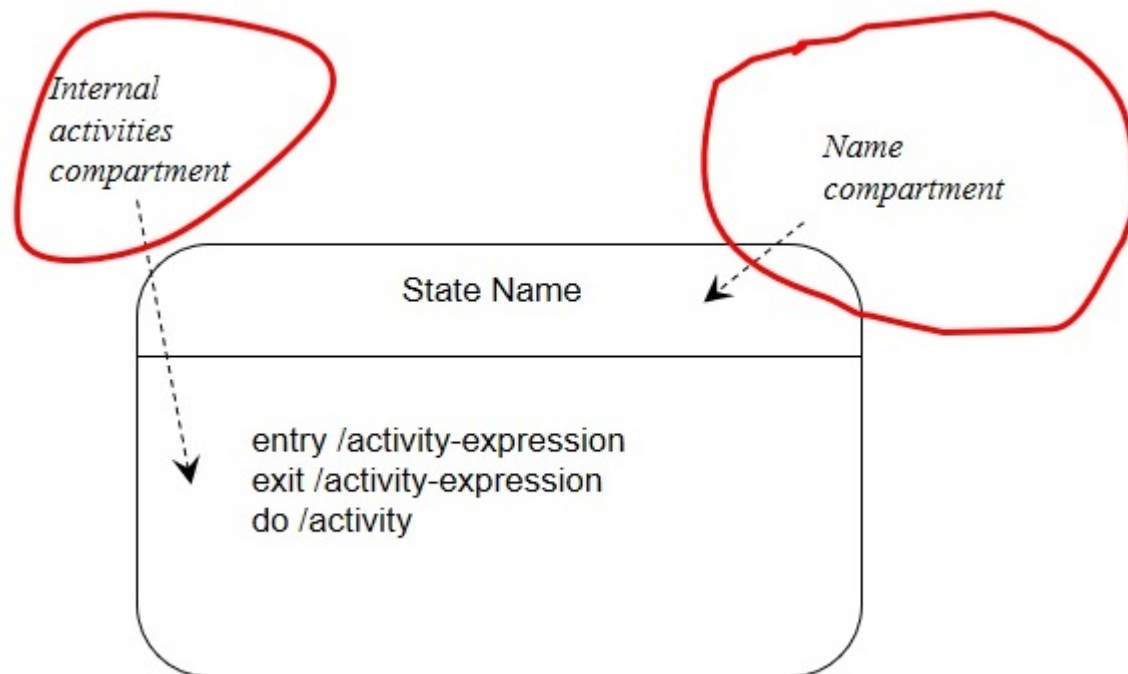 Internal
activities
compartment
Name
compartment
State Name
entry /activity-expression
exit /activity-expression
do /activity